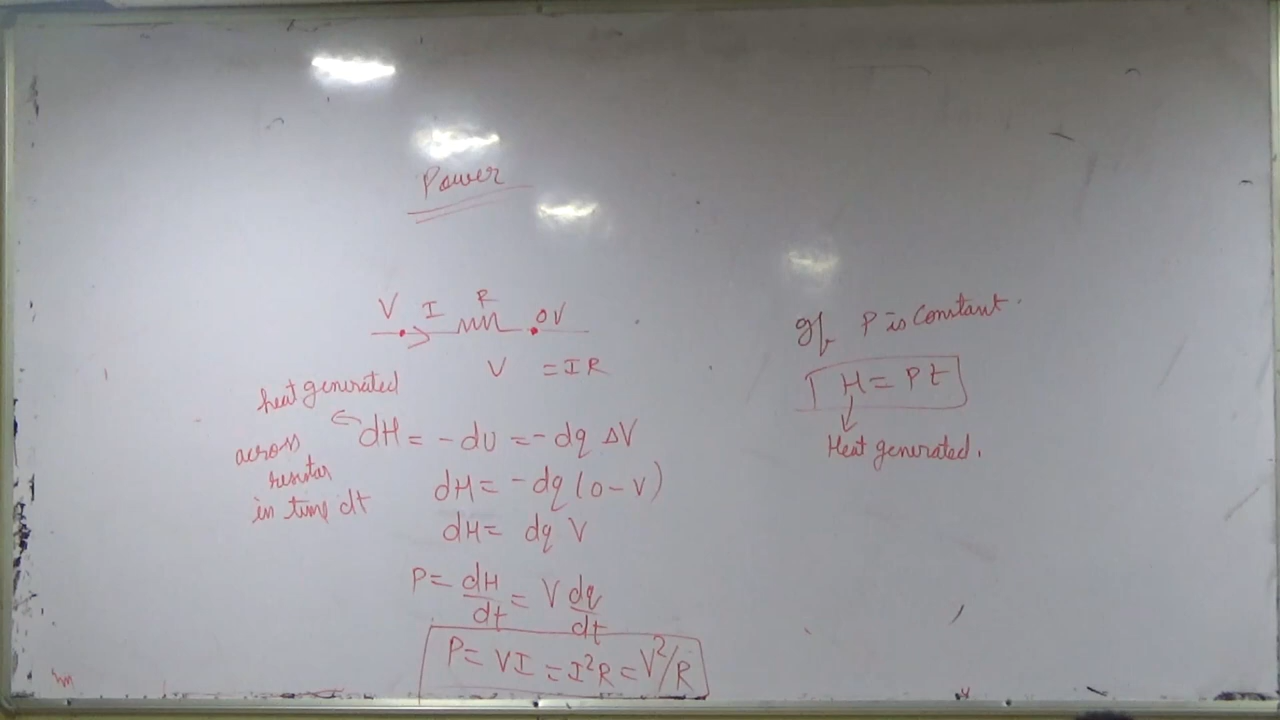 Power
V I R 0V
V = IR
heat generated
across
resistor
in time dt
dH = -dU = -dq ΔV
dH = -dq (0-V)
dH = dq V
P = dH/dt = V dq/dt
P = VI = I²R = V²/R
If P is Constant.
H = Pt
Heat generated.